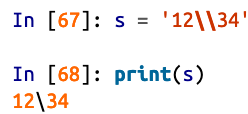 In [67]: s = '12\\34'
In [68]: print(s)
12\34